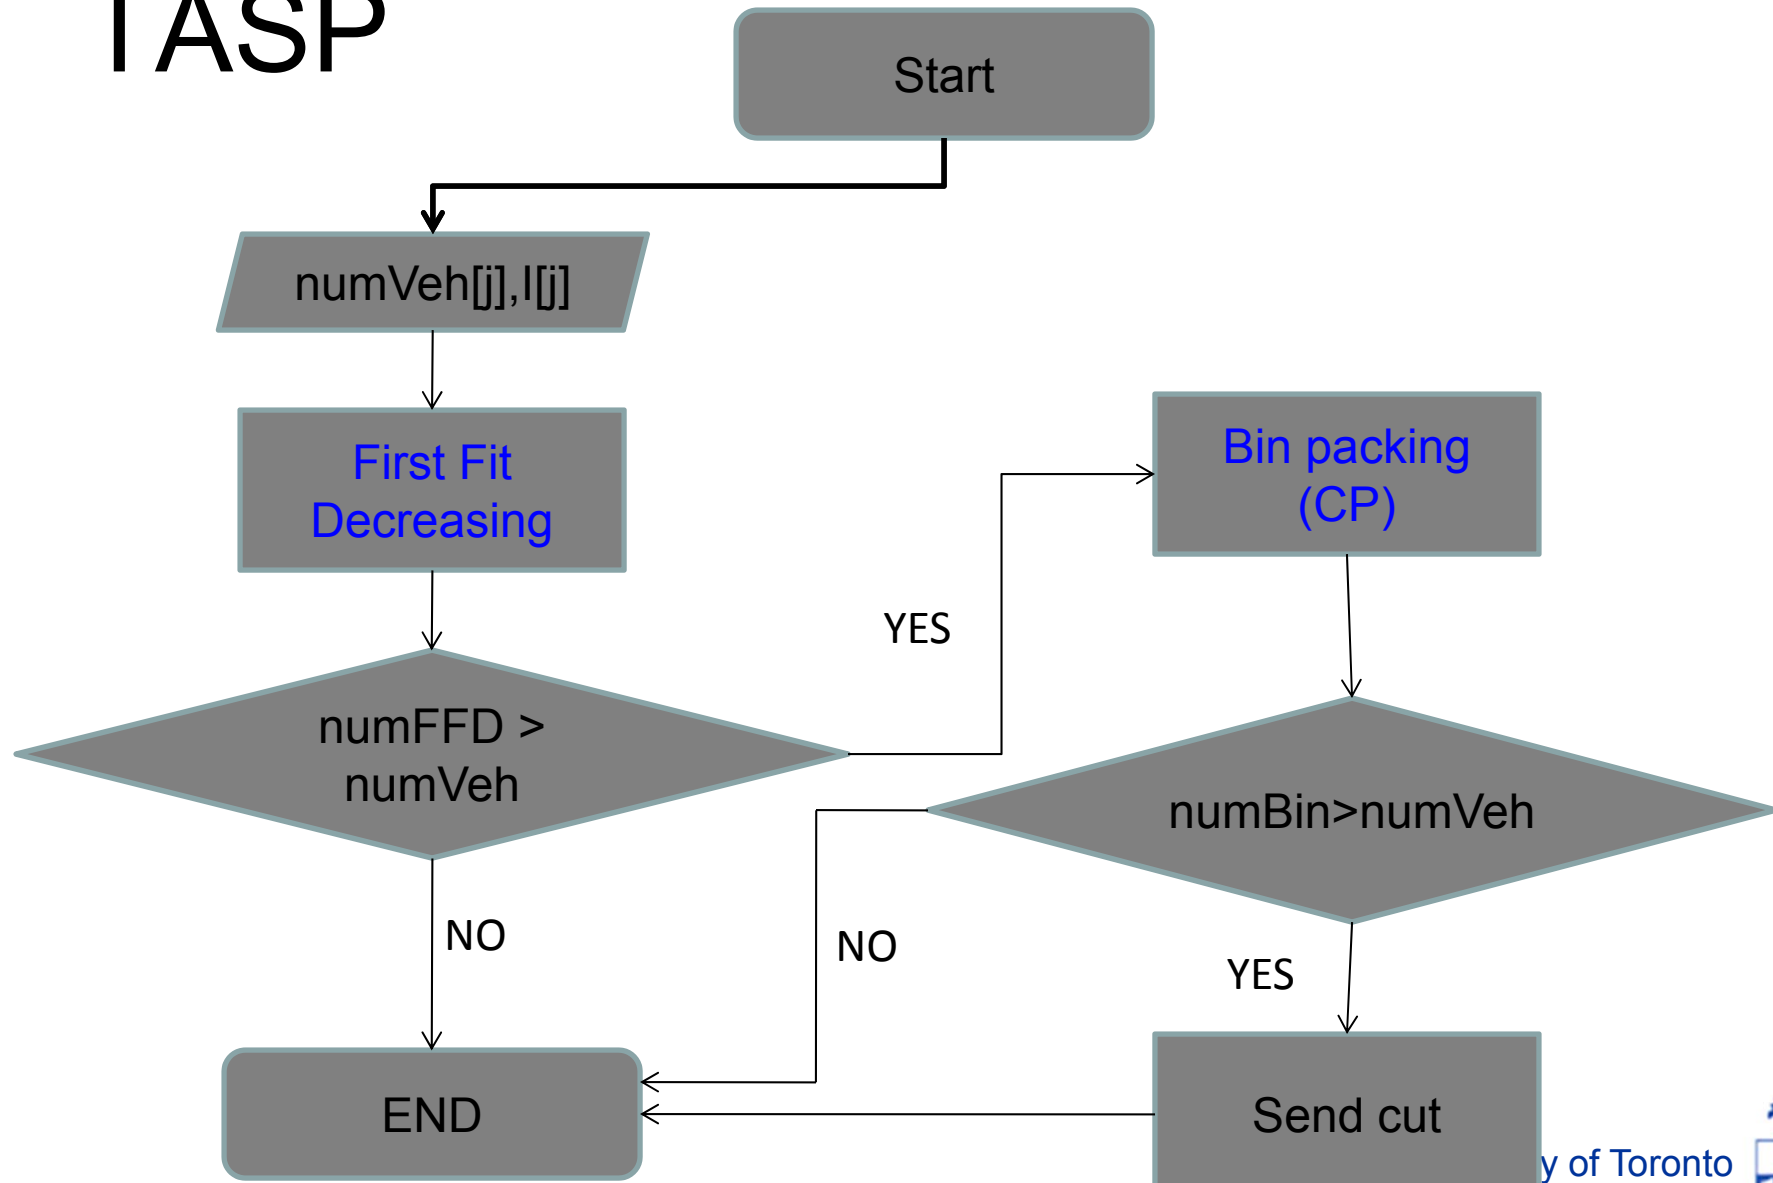 TASP
Start
numVeh[j],I[j]
First Fit
Decreasing
Bin packing
(CP)
YES
numFFD >
numVeh
numBin>numVeh
NO
NO
YES
END
Send cut
y of Toronto